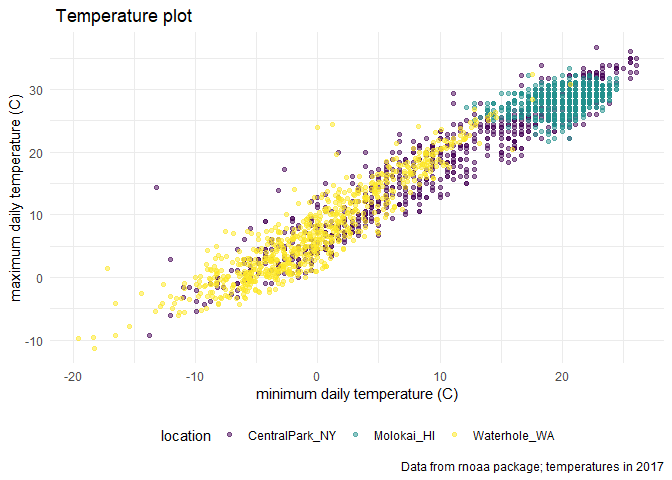 Temperature plot
maximum daily temperature (C)
30
20
10
0
-10
-20
-10
0
10
20
minimum daily temperature (C)
location CentralPark_NY Molokai_HI Waterhole_WA
Data from rnoaa package; temperatures in 2017